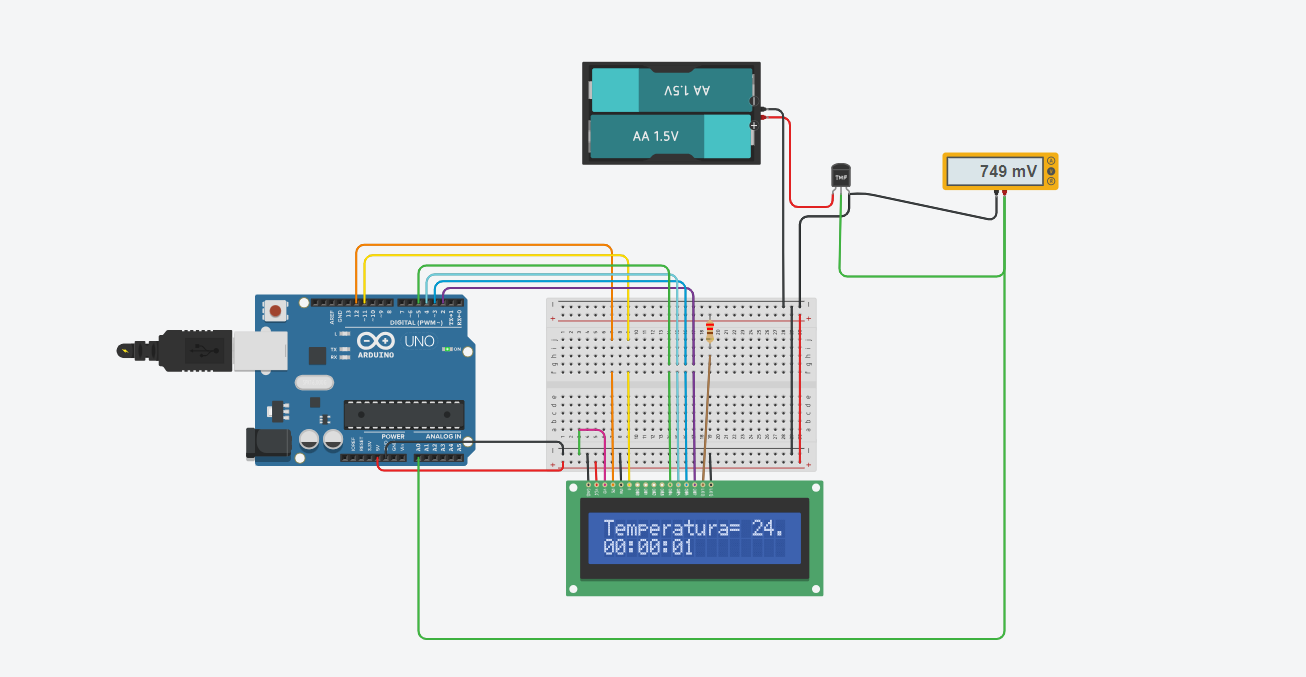 AA 1.5V
AA 1.5V
TMP
749 mV
DIGITAL (PWM~)
UNO
ARDUINO
TX
RX
ON
L
AREF
GND
13
12
~11
~10
~9
8
7
~6
~5
4
~3
2
TX→1
RX←0
POWER
ANALOG IN
IOREF
RESET
3.3V
5V
GND
GND
Vin
A0
A1
A2
A3
A4
A5
Temperatura= 24.
00:00:01